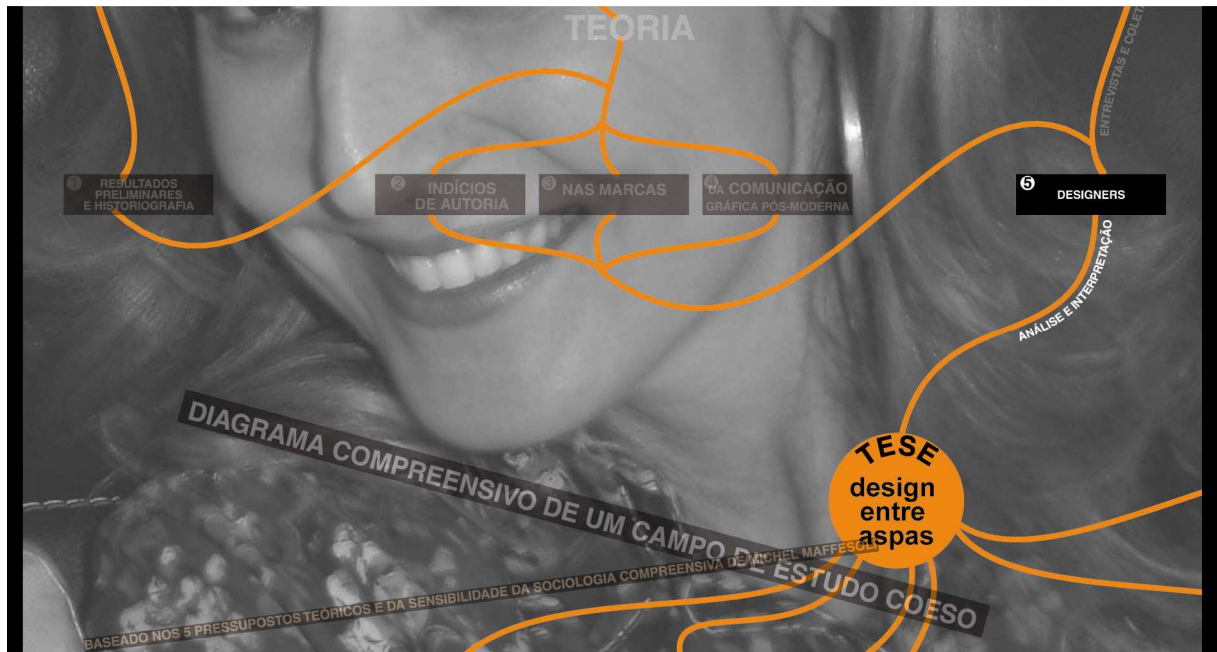 TEORIA
ENTREVISTAS E COLETA
1
RESULTADOS
PRELIMINARES
E HISTORIOGRAFIA
2
INDÍCIOS
DE AUTORIA
3
NAS MARCAS
4
DA COMUNICAÇÃO
GRÁFICA PÓS-MODERNA
5
DESIGNERS
ANÁLISE E INTERPRETAÇÃO
DIAGRAMA COMPREENSIVO DE UM CAMPO DE ESTUDO COESO
TESE
design
entre
aspas
BASEADO NOS 5 PRESSUPOSTOS TEÓRICOS E DA SENSIBILIDADE DA SOCIOLOGIA COMPREENSIVA DE MICHEL MAFFESOLI